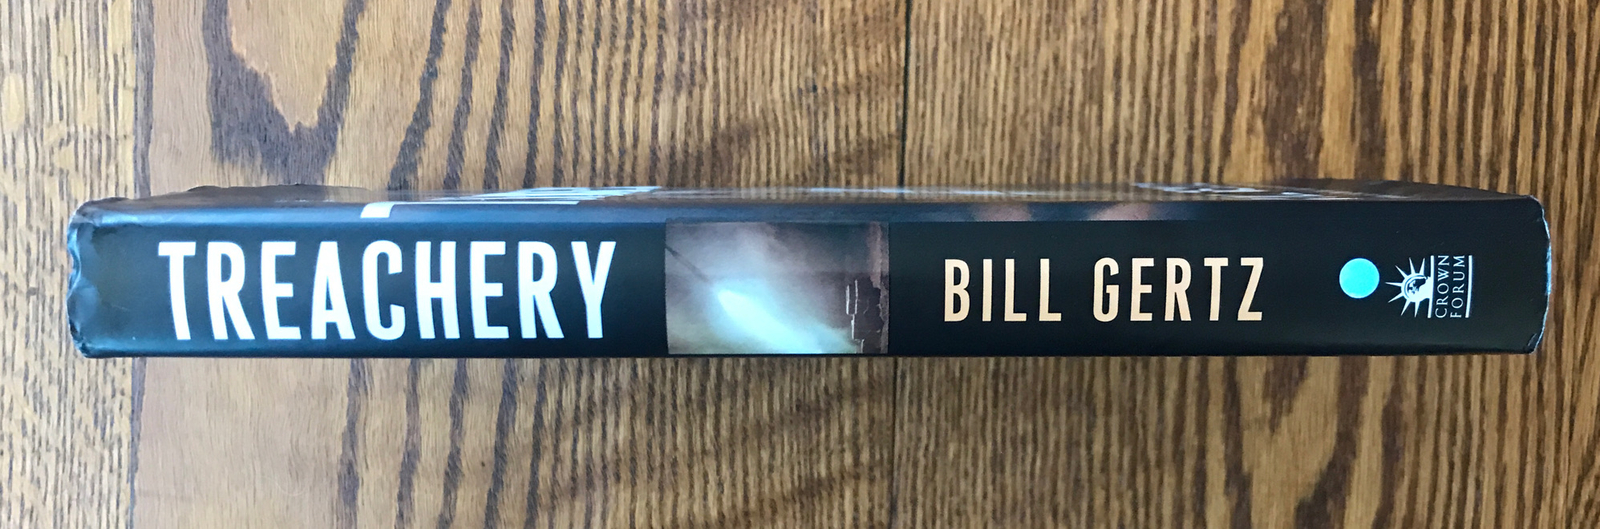 TREACHERY
BILL GERTZ
CROWN
FORUM